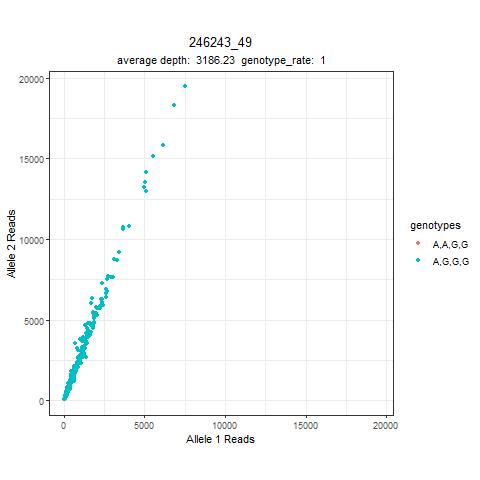 246243_49
average depth: 3186.23 genotype_rate: 1
20000
15000
10000
5000
0
Allele 2 Reads
0 5000 10000 15000 20000
Allele 1 Reads
genotypes
A,A,G,G
A,G,G,G